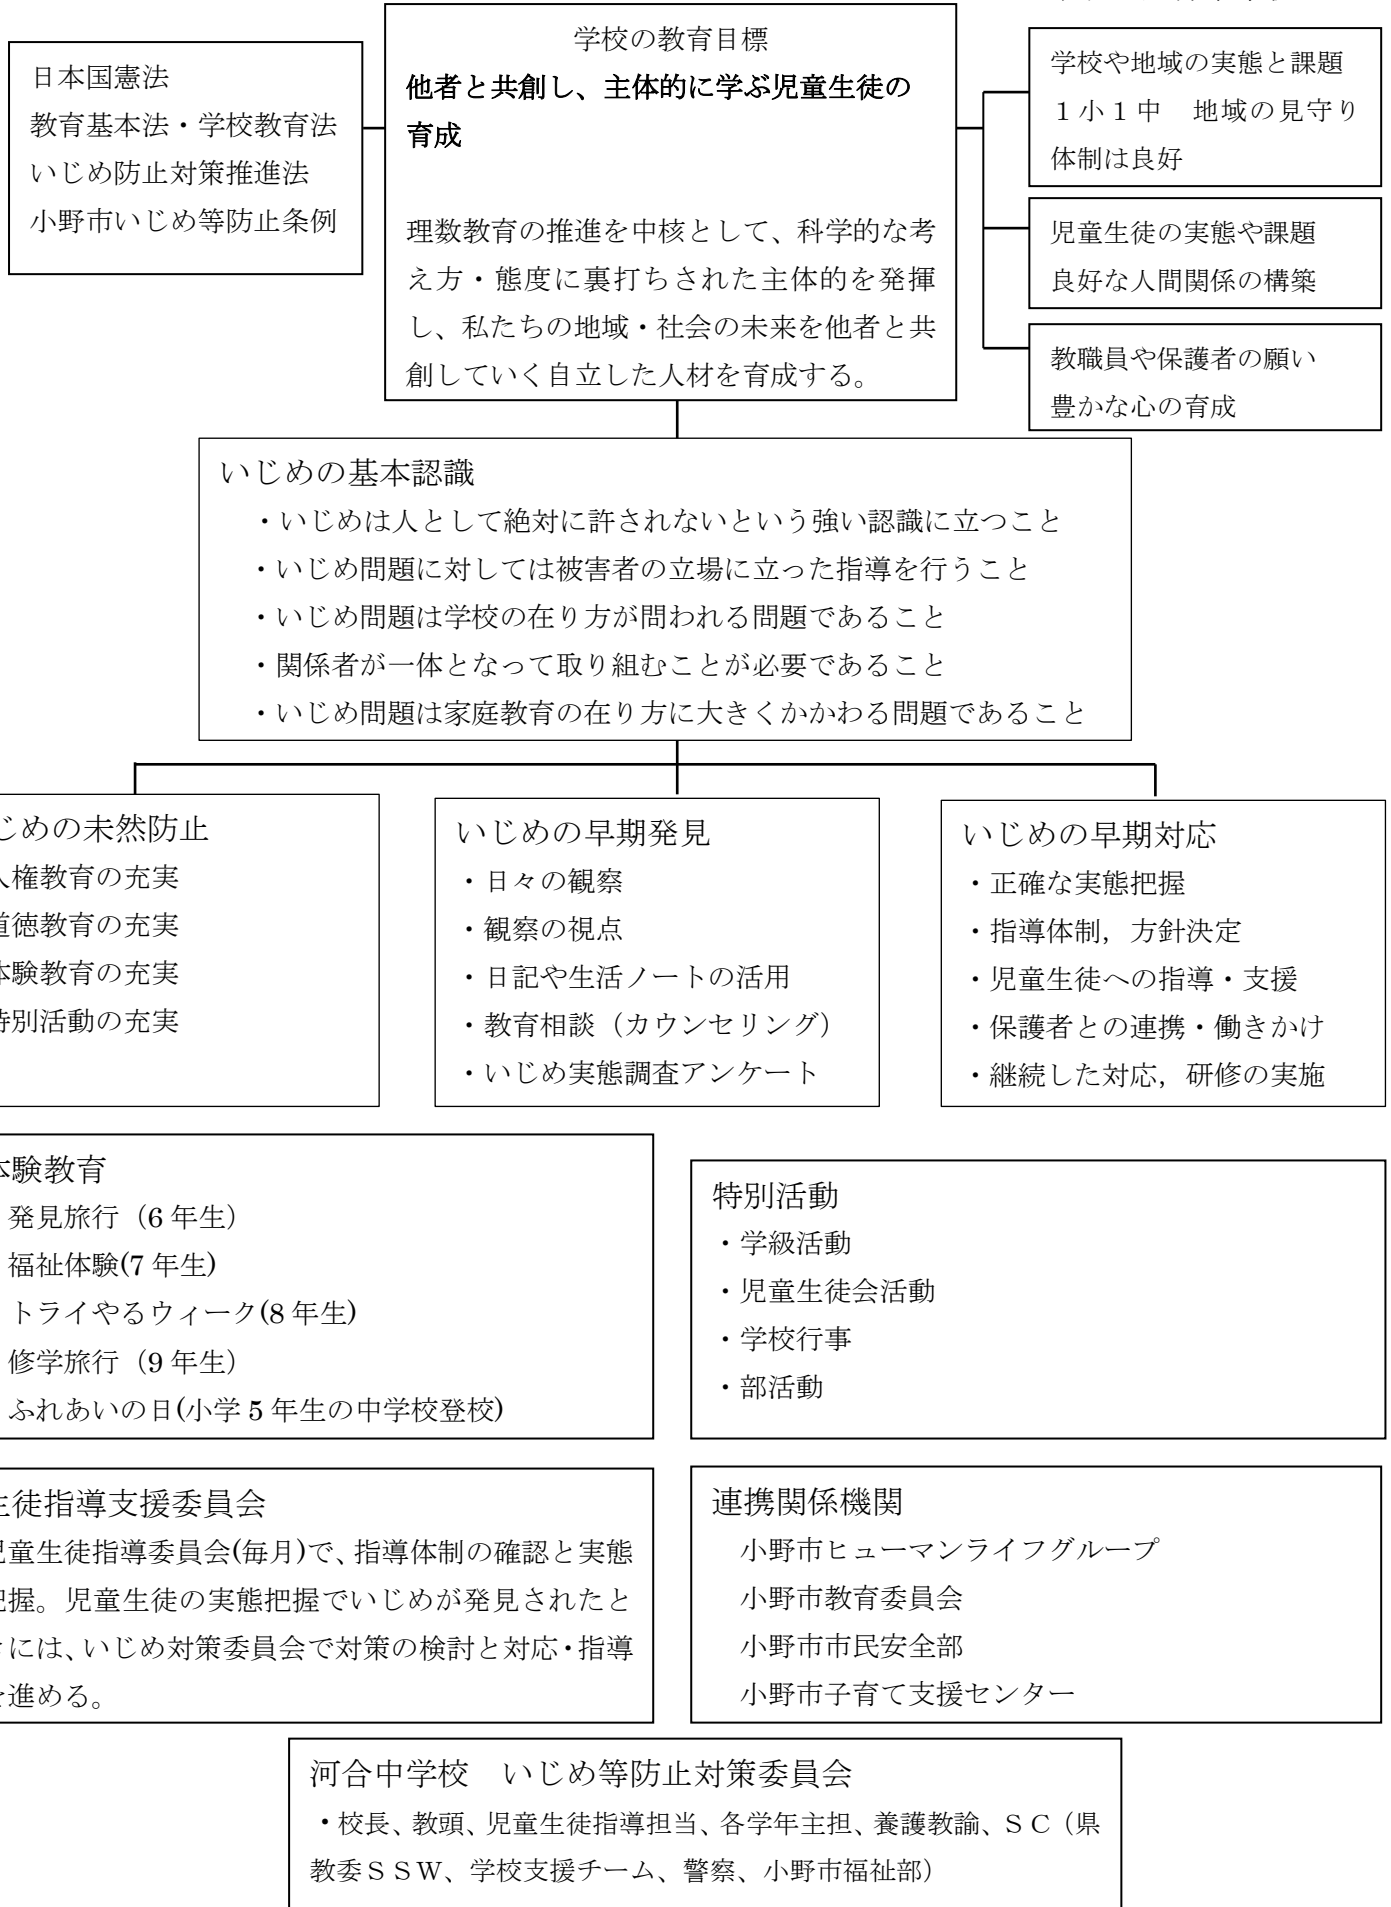 学校の教育目標
他者と共創し、主体的に学ぶ児童生徒の
育成
理数教育の推進を中核として、科学的な考
え方・態度に裏打ちされた主体的を発揮
し、私たちの地域・社会の未来を他者と共
創していく自立した人材を育成する。
日本国憲法
教育基本法・学校教育法
いじめ防止対策推進法
小野市いじめ等防止条例
学校や地域の実態と課題
１小１中　地域の見守り
体制は良好
児童生徒の実態や課題
良好な人間関係の構築
教職員や保護者の願い
豊かな心の育成
いじめの基本認識
・いじめは人として絶対に許されないという強い認識に立つこと
・いじめ問題に対しては被害者の立場に立った指導を行うこと
・いじめ問題は学校の在り方が問われる問題であること
・関係者が一体となって取り組むことが必要であること
・いじめ問題は家庭教育の在り方に大きくかかわる問題であること
じめの未然防止
人権教育の充実
道徳教育の充実
体験教育の充実
特別活動の充実
いじめの早期発見
・日々の観察
・観察の視点
・日記や生活ノートの活用
・教育相談（カウンセリング）
・いじめ実態調査アンケート
いじめの早期対応
・正確な実態把握
・指導体制，方針決定
・児童生徒への指導・支援
・保護者との連携・働きかけ
・継続した対応，研修の実施
体験教育
発見旅行（6 年生）
福祉体験(7 年生)
トライやるウィーク(8 年生)
修学旅行（9 年生）
ふれあいの日(小学 5 年生の中学校登校)
特別活動
・学級活動
・児童生徒会活動
・学校行事
・部活動
生徒指導支援委員会
児童生徒指導委員会(毎月)で、指導体制の確認と実態
把握。児童生徒の実態把握でいじめが発見されたと
きには、いじめ対策委員会で対策の検討と対応・指導
を進める。
連携関係機関
小野市ヒューマンライフグループ
小野市教育委員会
小野市市民安全部
小野市子育て支援センター
河合中学校　いじめ等防止対策委員会
・校長、教頭、児童生徒指導担当、各学年主担、養護教諭、ＳＣ（県
教委ＳＳＷ、学校支援チーム、警察、小野市福祉部）